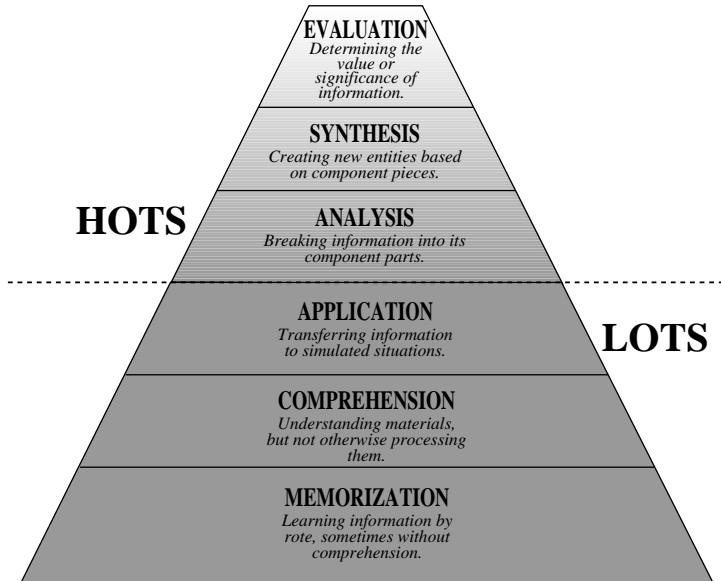 EVALUATION
Determining the
value or
significance of
information.
SYNTHESIS
Creating new entities based
on component pieces.
HOTS
ANALYSIS
Breaking information into its
component parts.
APPLICATION
Transferring information
to simulated situations.
LOTS
COMPREHENSION
Understanding materials,
but not otherwise processing
them.
MEMORIZATION
Learning information by
rote, sometimes without
comprehension.